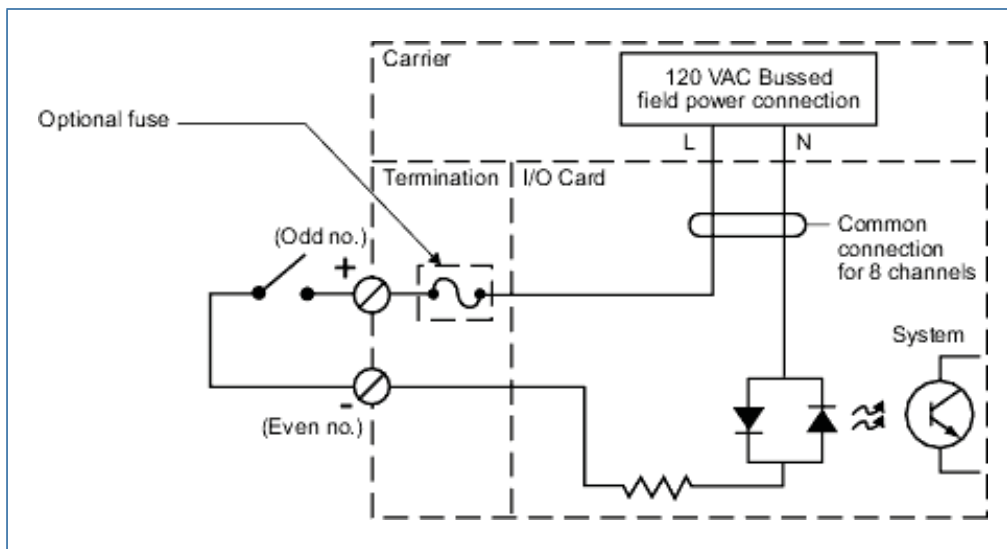 Carrier
120 VAC Bussed
field power connection
Optional fuse
L
N
Termination
I/O Card
(Odd no.)
+
Common
connection
for 8 channels
System
-
(Even no.)